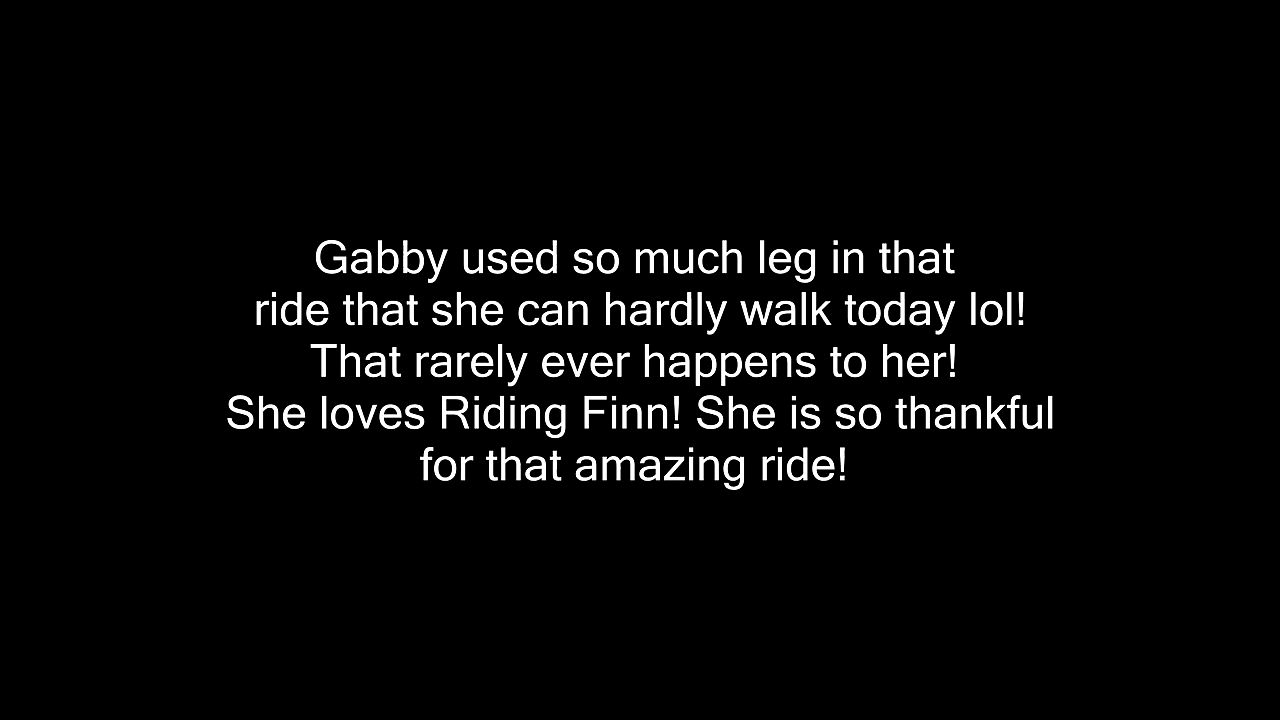 Gabby used so much leg in that
ride that she can hardly walk today lol!
That rarely ever happens to her!
She loves Riding Finn! She is so thankful
for that amazing ride!